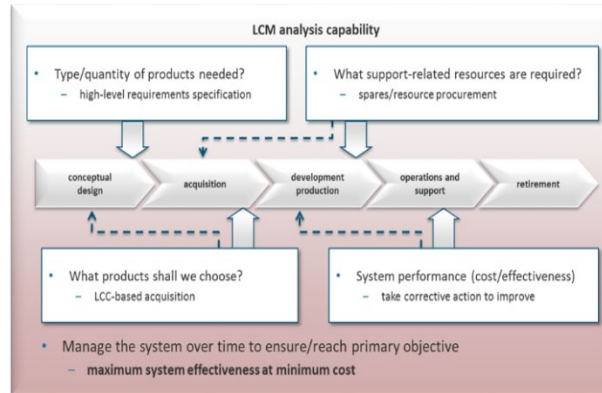 LCM analysis capability
• Type/quantity of products needed?
– high-level requirements specification
• What support-related resources are required?
– spares/resource procurement
conceptual
design
acquisition
development
production
operations and
support
retirement
• What products shall we choose?
– LCC-based acquisition
• System performance (cost/effectiveness)
– take corrective action to improve
• Manage the system over time to ensure/reach primary objective
– maximum system effectiveness at minimum cost